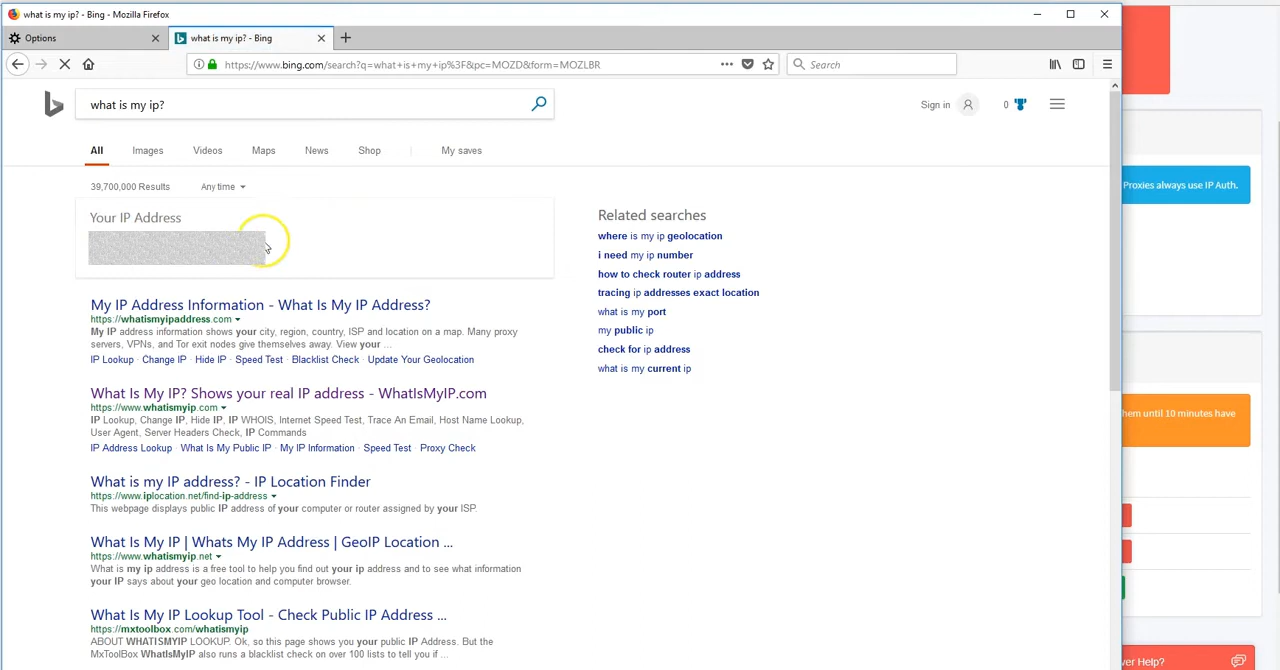 what is my ip? - Bing - Mozilla Firefox
Options
what is my ip? - Bing
https://www.bing.com/search?q=what+is+my+ip%3F&pc=MOZD&form=MOZLBR
Search
what is my ip?
Sign in
0
All
Images
Videos
Maps
News
Shop
My saves
39,700,000 Results
Any time
Your IP Address
My IP Address Information - What Is My IP Address?
https://whatismyipaddress.com
My IP address information shows your city, region, country, ISP and location on a map. Many proxy
servers, VPNs, and Tor exit nodes give themselves away. View your ...
IP Lookup · Change IP · Hide IP · Speed Test · Blacklist Check · Update Your Geolocation
What Is My IP? Shows your real IP address - WhatIsMyIP.com
https://www.whatismyip.com
IP Lookup, Change IP, Hide IP, IP WHOIS, Internet Speed Test, Trace An Email, Host Name Lookup,
User Agent, Server Headers Check, IP Commands
IP Address Lookup · What Is My Public IP · My IP Information · Speed Test · Proxy Check
What is my IP address? - IP Location Finder
https://www.iplocation.net/find-ip-address
This webpage displays public IP address of your computer or router assigned by your ISP.
What Is My IP | Whats My IP Address | GeoIP Location ...
https://www.whatismyip.net
What is my ip address is a free tool to help you find out your ip address and to see what information
your IP says about your geo location and computer browser.
What Is My IP Lookup Tool - Check Public IP Address ...
https://mxtoolbox.com/whatismyip
ABOUT WHATISMYIP LOOKUP. Ok, so this page shows you your public IP Address. But the
MxToolBox WhatIsMyIP also runs a blacklist check on over 100 lists to tell you if ...
Related searches
where is my ip geolocation
i need my ip number
how to check router ip address
tracing ip addresses exact location
what is my port
my public ip
check for ip address
what is my current ip
Proxies always use IP Auth.
hem until 10 minutes have
ver Help?